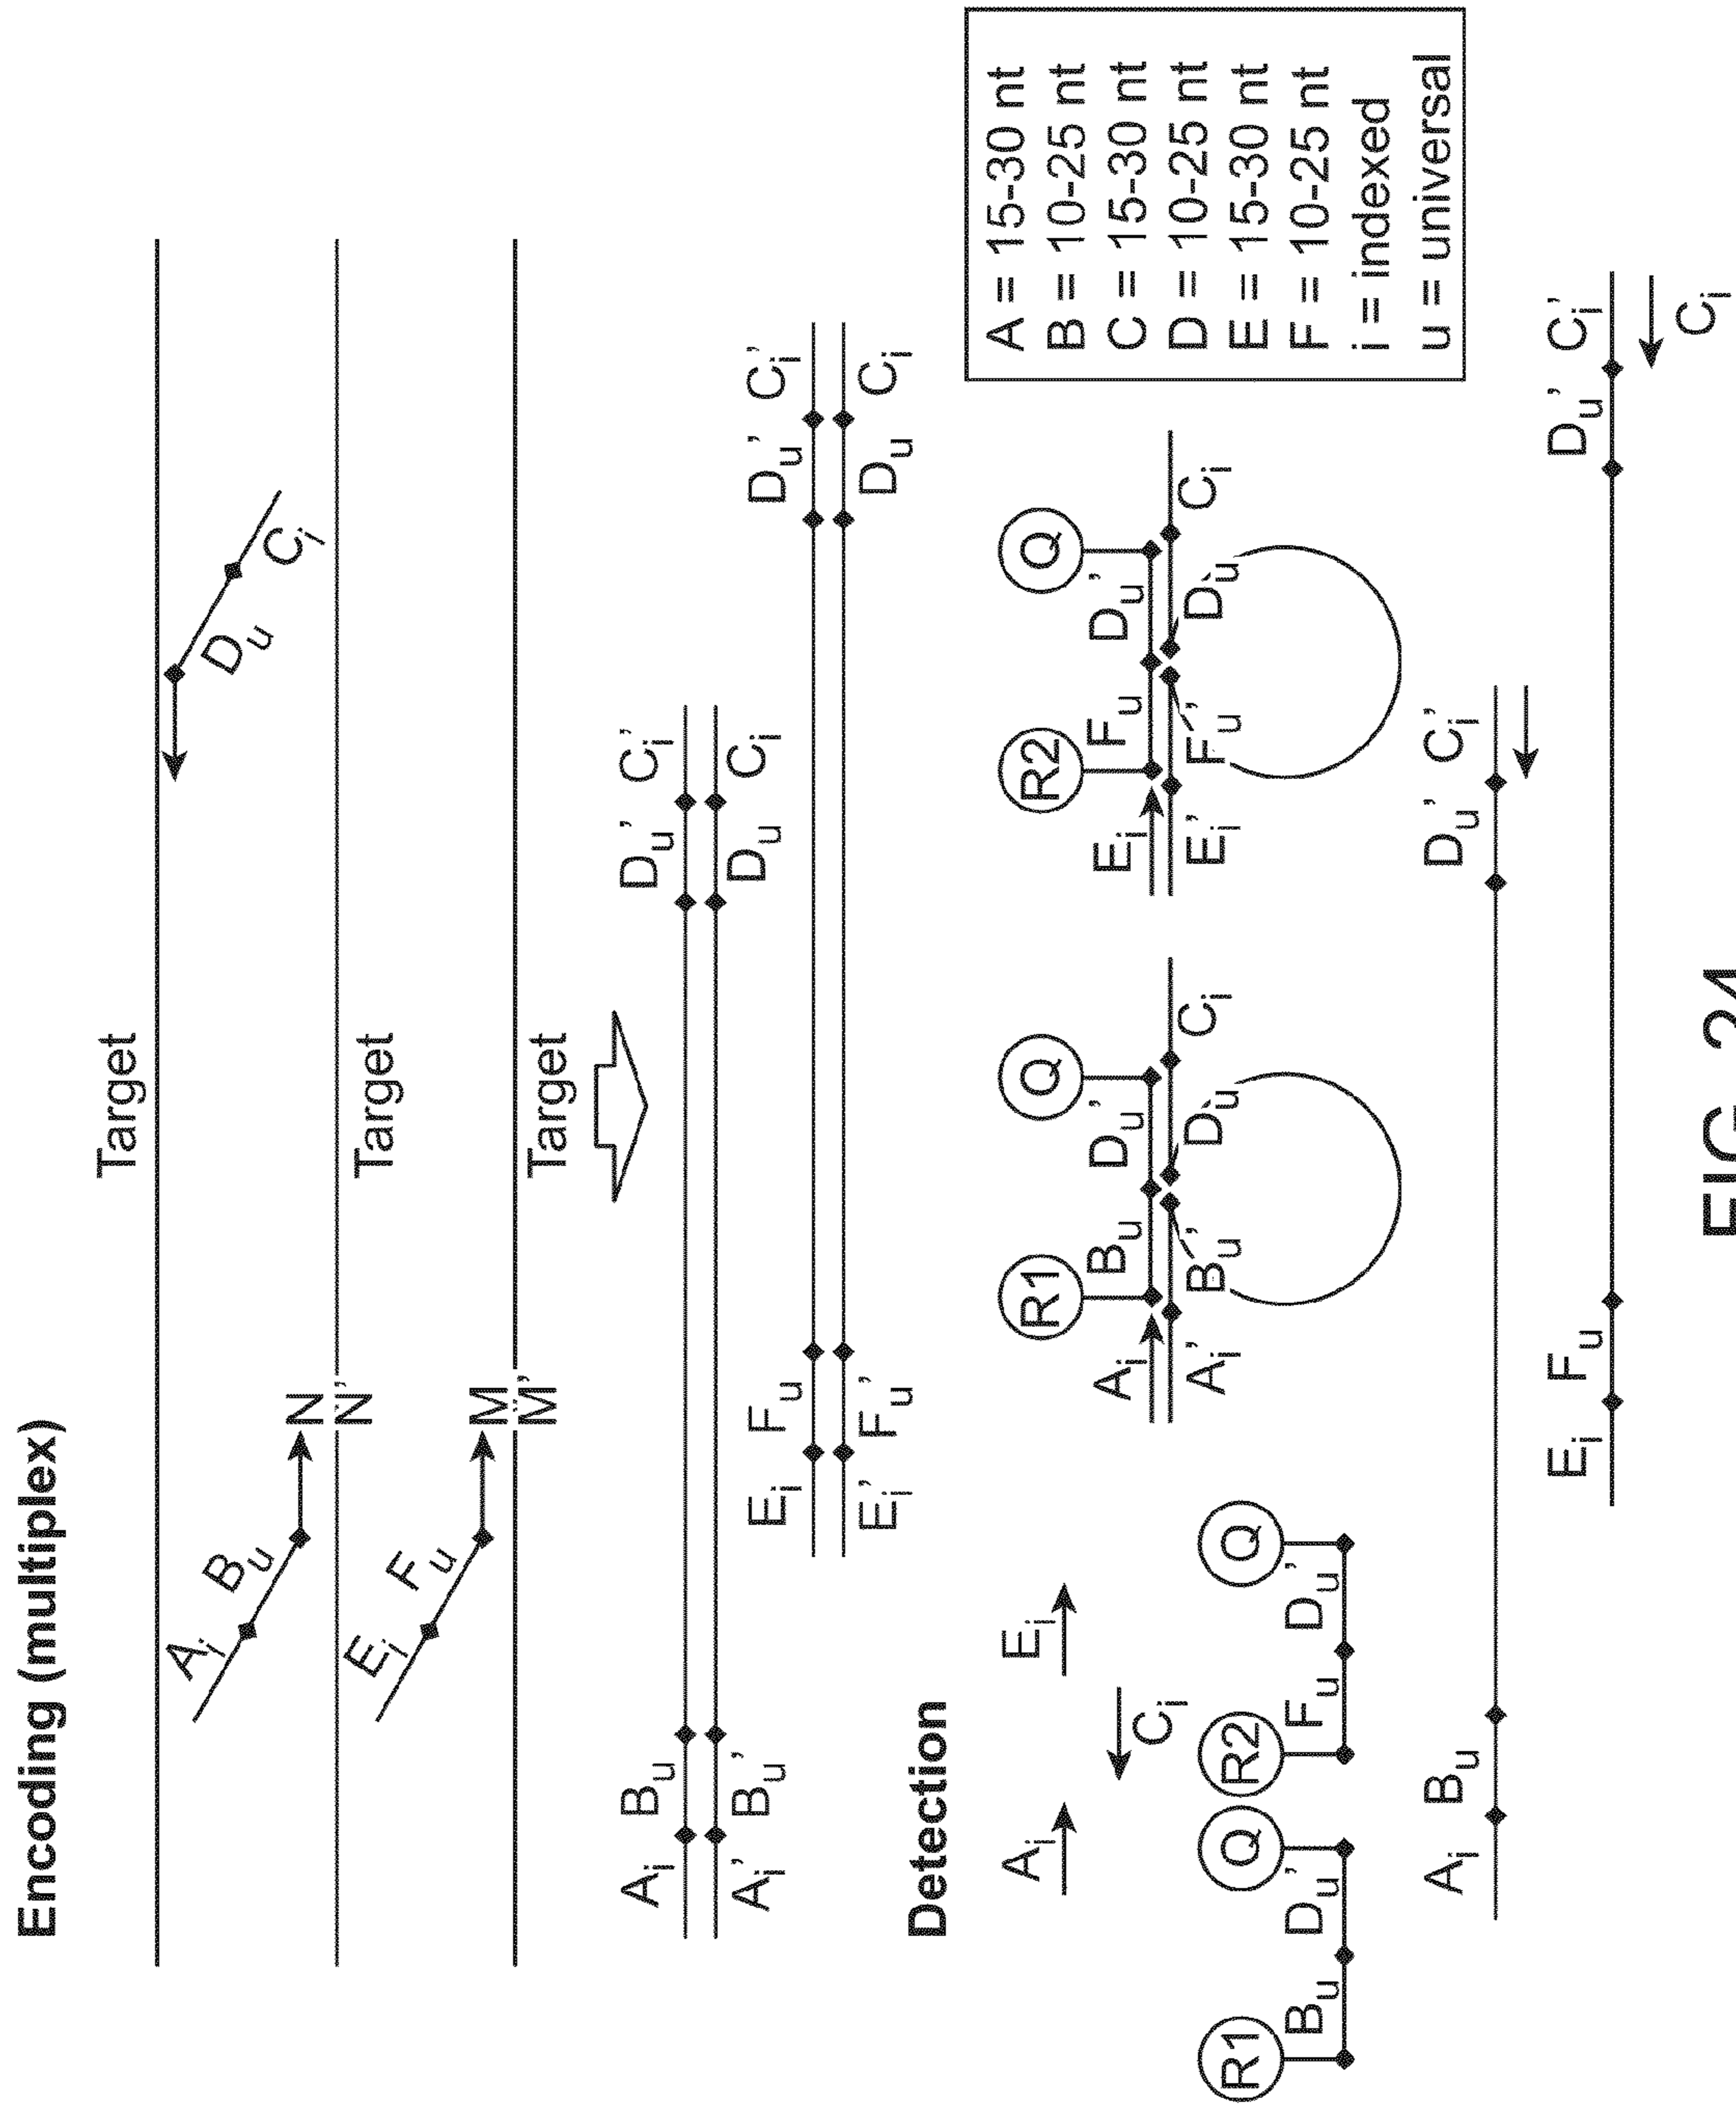 Encoding (multiplex)
Target
D_u
C_i
A_i
B_u
N
N'
Target
E_i
F_u
M
M'
Target
A_i B_u D_u' C_i'
A_i' B_u' D_u C_i
E_i F_u D_u' C_i'
E_i' F_u' D_u C_i
Detection
A_i
C_i
E_i
R1 Q R2 Q
B_u D_u' F_u D_u'
R1 Q
A_i B_u D_u'
A_i' B_u' D_u C_i
R2 Q
E_i F_u D_u'
E_i' F_u' D_u C_i
A = 15-30 nt
B = 10-25 nt
C = 15-30 nt
D = 10-25 nt
E = 15-30 nt
F = 10-25 nt
i = indexed
u = universal
A_i B_u D_u' C_i'
E_i F_u D_u' C_i'
C_i
FIG. 24